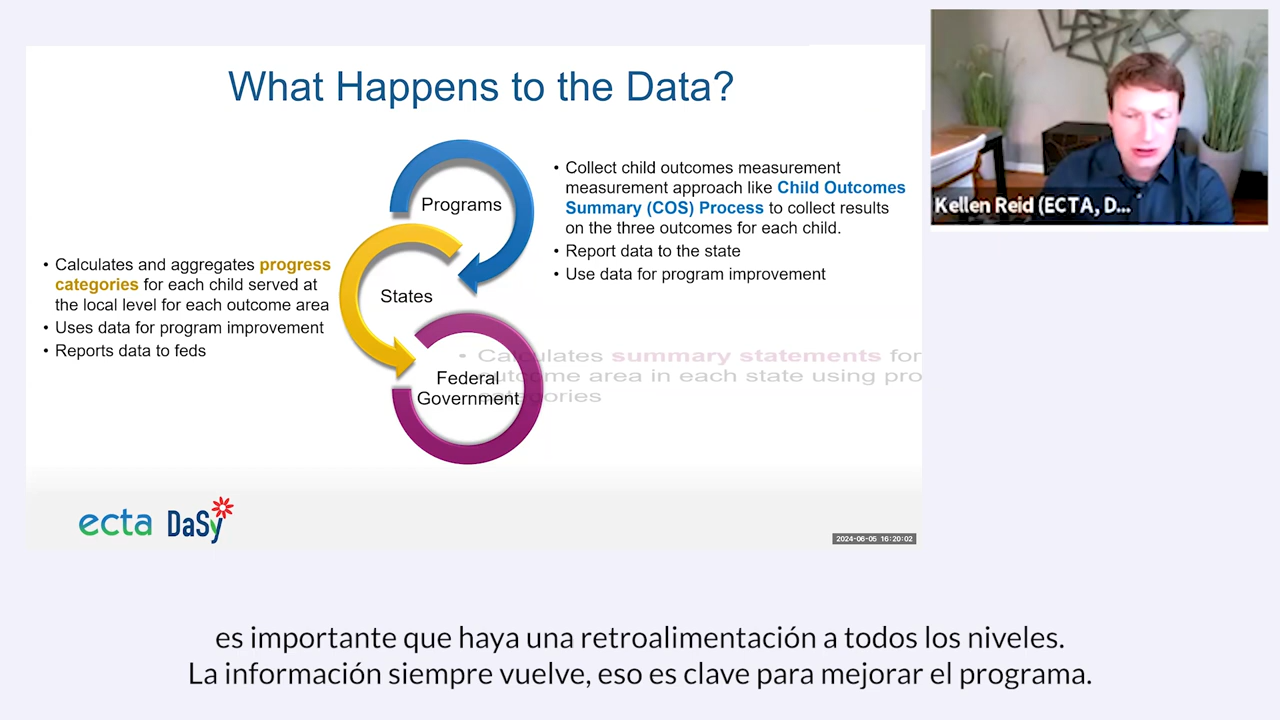 What Happens to the Data?
Programs
• Collect child outcomes measurement
measurement approach like Child Outcomes
Summary (COS) Process to collect results
on the three outcomes for each child.
• Report data to the state
• Use data for program improvement
• Calculates and aggregates progress
categories for each child served at
the local level for each outcome area
• Uses data for program improvement
• Reports data to feds
States
Federal
Government
• Calculates summary statements for
outcome area in each state using pro
categories
ecta DaSy
2024-06-05 16:20:02
Kellen Reid (ECTA, D...
es importante que haya una retroalimentación a todos los niveles.
La información siempre vuelve, eso es clave para mejorar el programa.